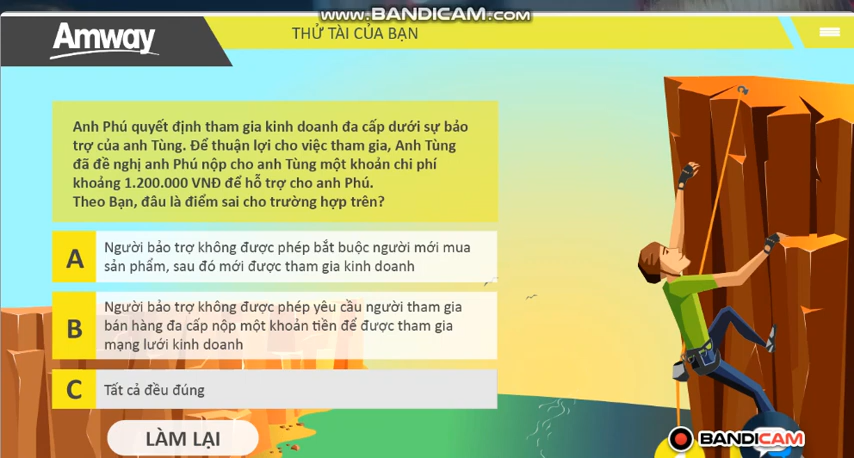 www.BANDICAM.com
Amway
THỬ TÀI CỦA BẠN
Anh Phú quyết định tham gia kinh doanh đa cấp dưới sự bảo
trợ của anh Tùng. Để thuận lợi cho việc tham gia, Anh Tùng
đã đề nghị anh Phú nộp cho anh Tùng một khoản chi phí
khoảng 1.200.000 VNĐ để hỗ trợ cho anh Phú.
Theo Bạn, đâu là điểm sai cho trường hợp trên?
A
Người bảo trợ không được phép bắt buộc người mới mua
sản phẩm, sau đó mới được tham gia kinh doanh
B
Người bảo trợ không được phép yêu cầu người tham gia
bán hàng đa cấp nộp một khoản tiền để được tham gia
mạng lưới kinh doanh
C
Tất cả đều đúng
LÀM LẠI
BANDICAM